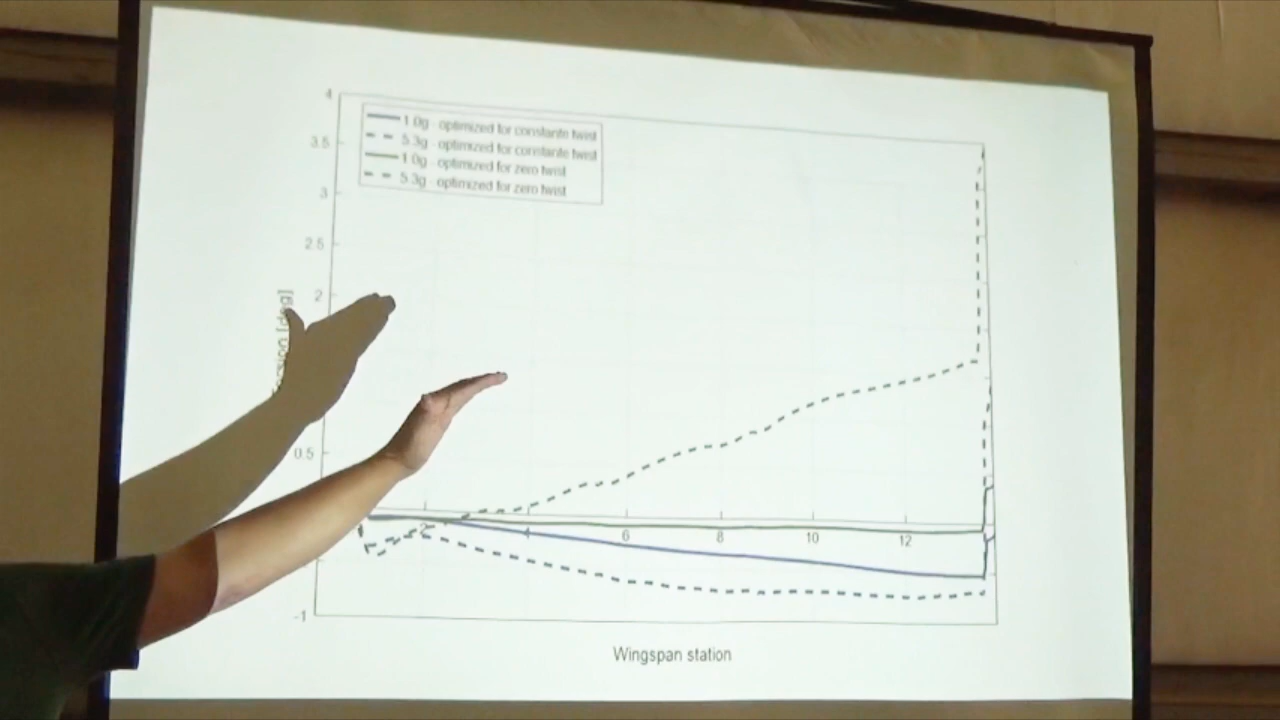 4
1.0g - optimized for constante twist
3.5
5.3g - optimized for constante twist
1.0g - optimized for zero twist
3
5.3g - optimized for zero twist
2.5
2
0.5
2 4 6 8 10 12
-1
Wingspan station